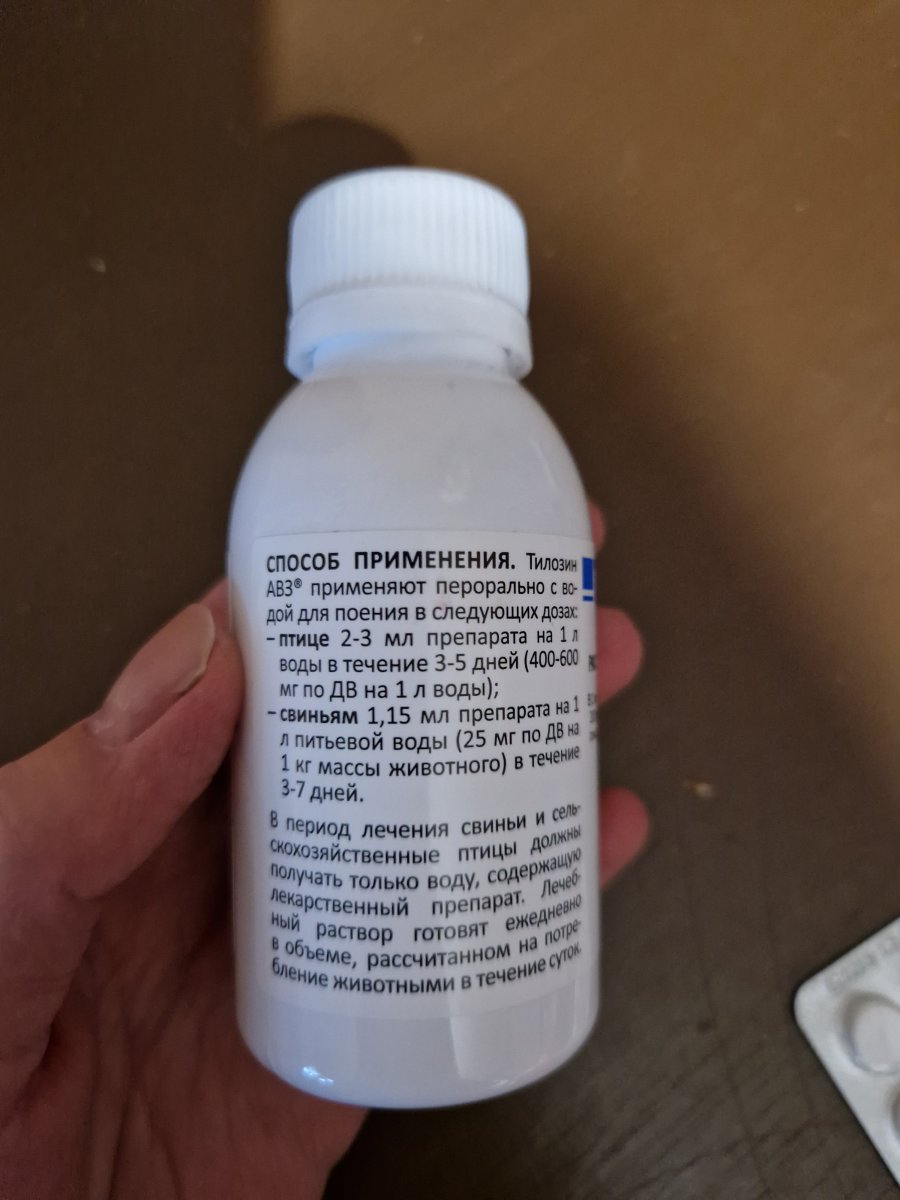 СПОСОБ ПРИМЕНЕНИЯ. Тилозин
АВЗ® применяют перорально с во-
дой для поения в следующих дозах:
– птице 2-3 мл препарата на 1 л
воды в течение 3-5 дней (400-600
мг по ДВ на 1 л воды);
– свиньям 1,15 мл препарата на 1
л питьевой воды (25 мг по ДВ на
1 кг массы животного) в течение
3-7 дней.
В период лечения свиньи и сель-
скохозяйственные птицы должны
получать только воду, содержащую
лекарственный препарат. Лечеб-
ный раствор готовят ежедневно
в объеме, рассчитанном на потре-
бление животными в течение суток.